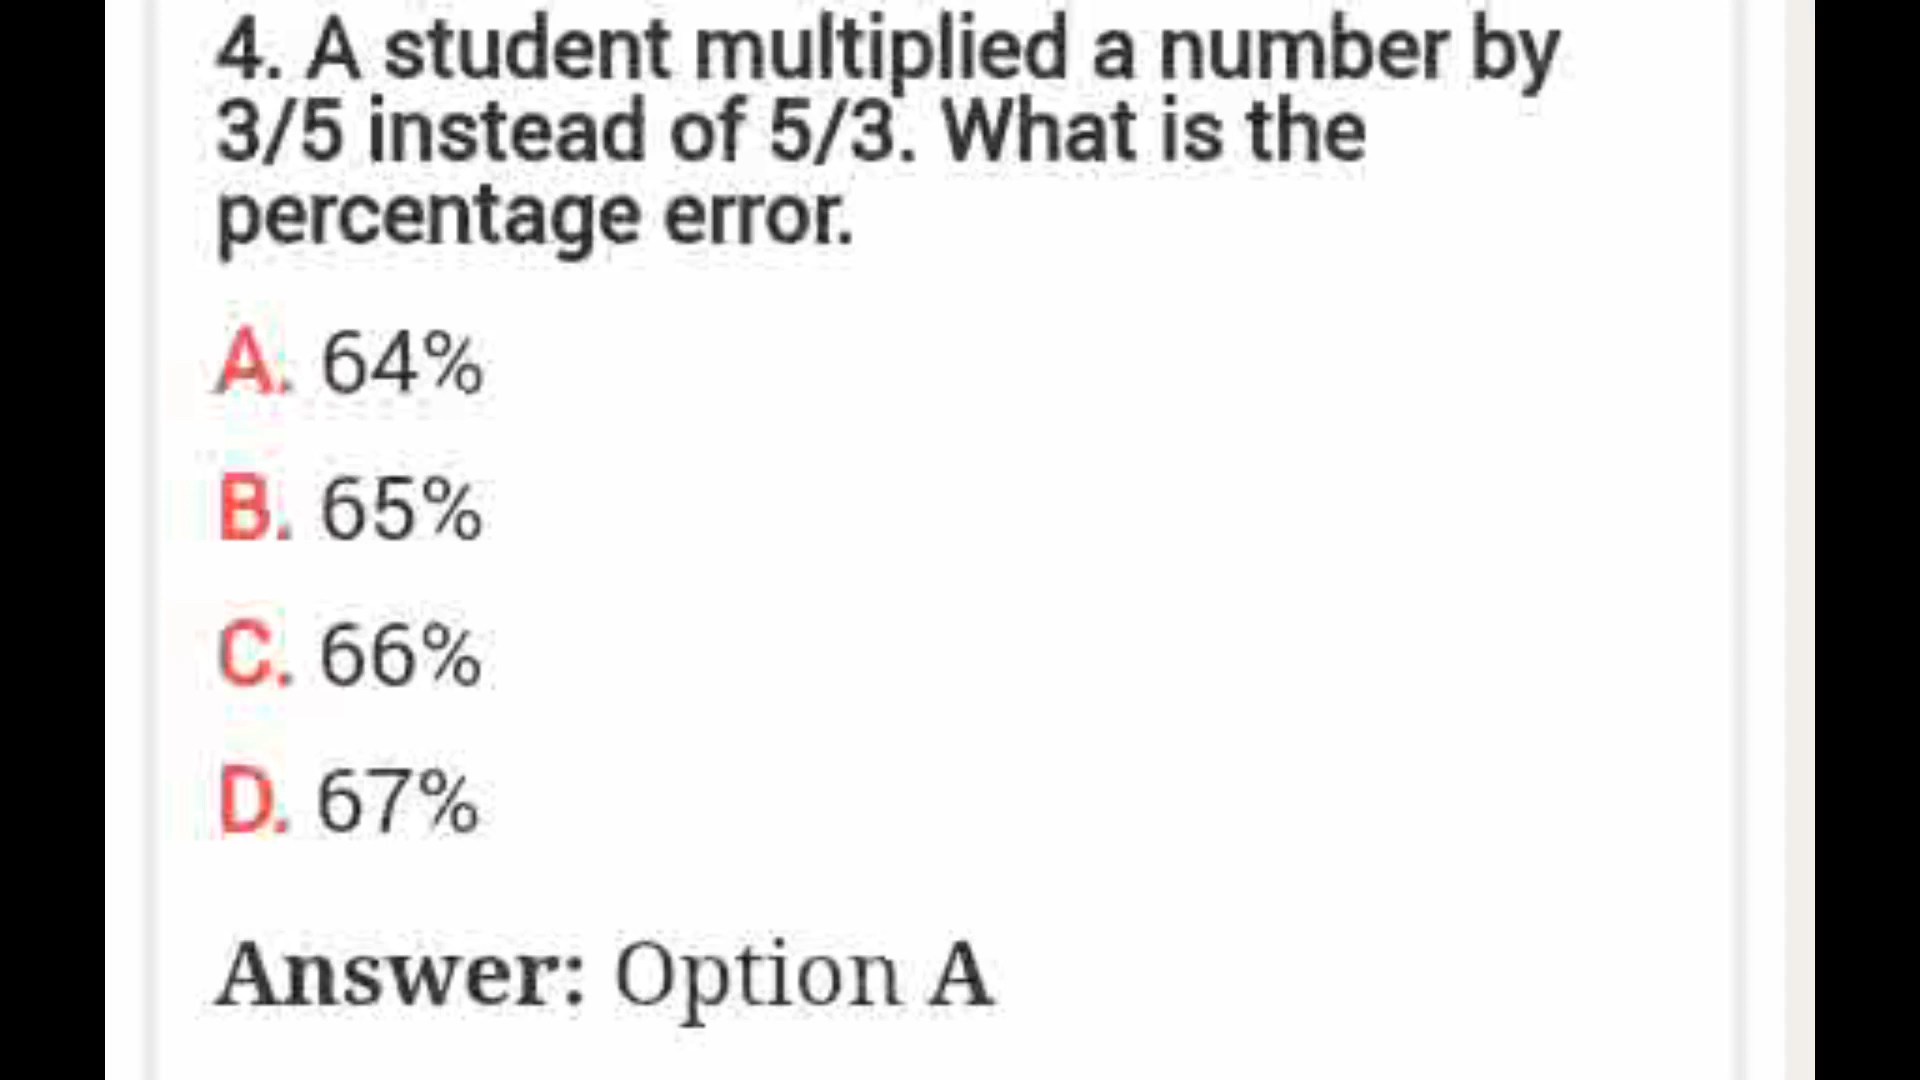 4. A student multiplied a number by
3/5 instead of 5/3. What is the
percentage error.
A. 64%
B. 65%
C. 66%
D. 67%
Answer: Option A